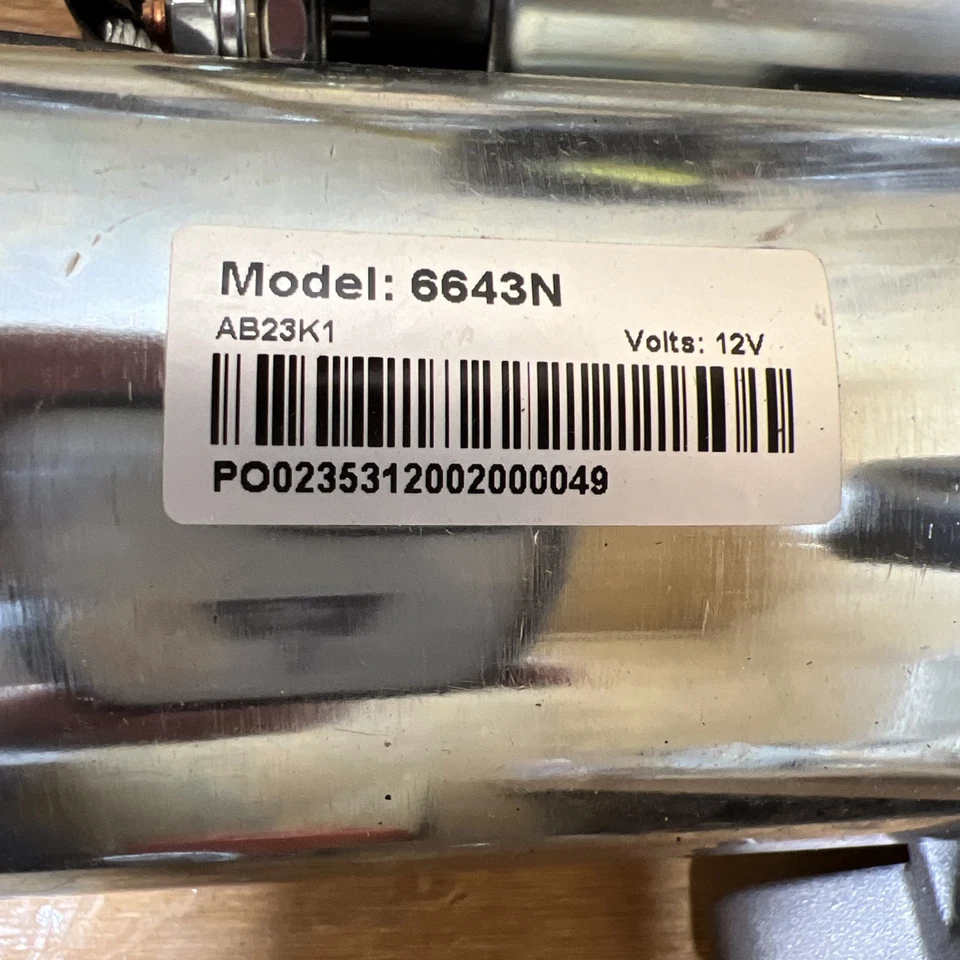 Model: 6643N
AB23K1
Volts: 12V
PO0235312002000049